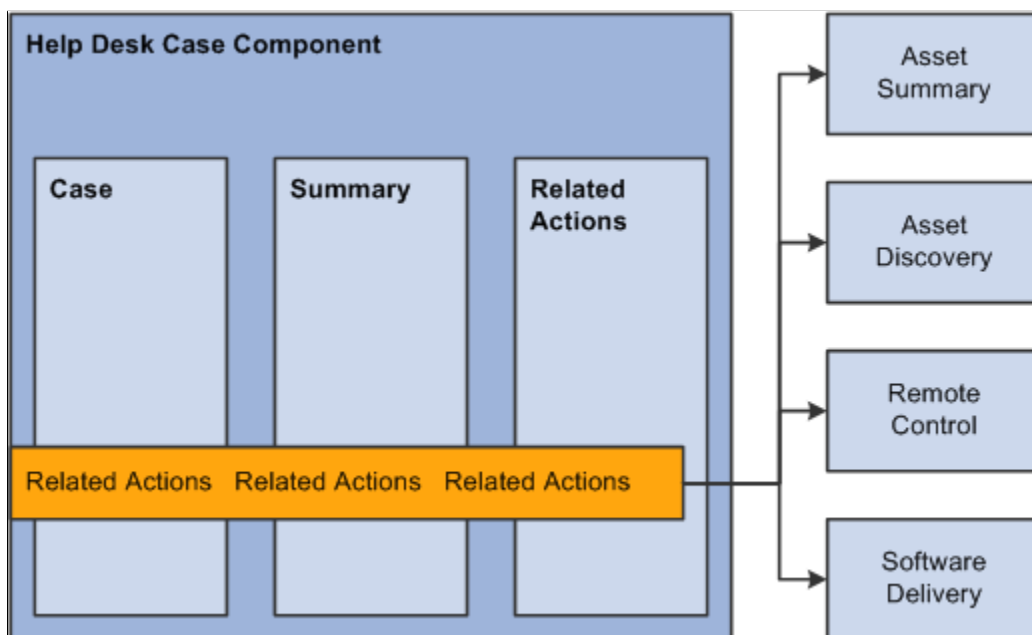 Help Desk Case Component
Case
Summary
Related
Actions
Related Actions Related Actions Related Actions
Asset
Summary
Asset
Discovery
Remote
Control
Software
Delivery